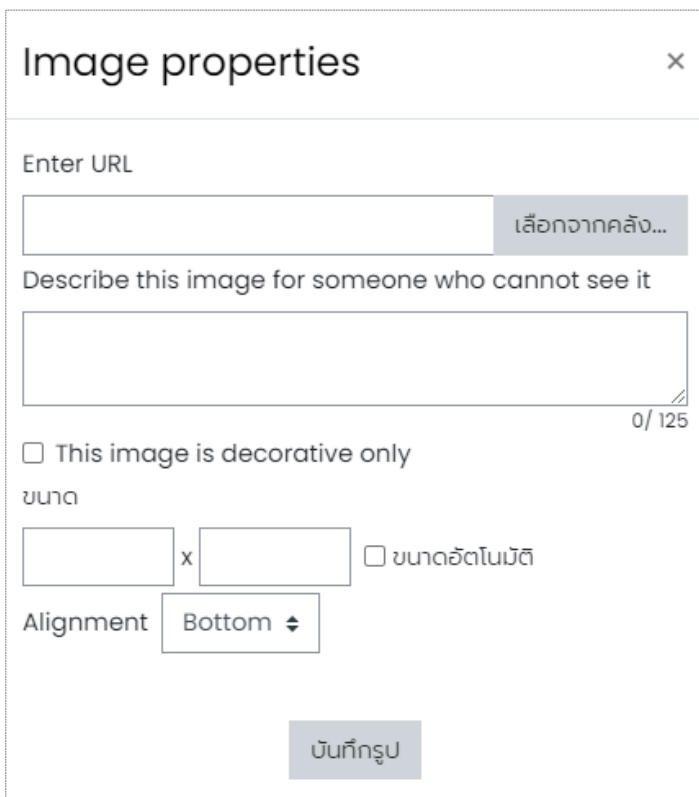 Image properties ×
Enter URL
เลือกจากคลัง...
Describe this image for someone who cannot see it
0/ 125
This image is decorative only
ขนาด
x ขนาดอัตโนมัติ
Alignment Bottom
บันทึกรูป